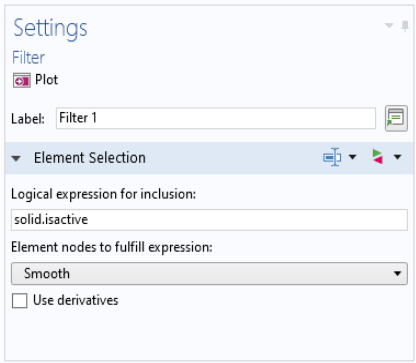 Settings
Filter
Plot
Label: Filter 1
Element Selection
Logical expression for inclusion:
solid.isactive
Element nodes to fulfill expression:
Smooth
Use derivatives